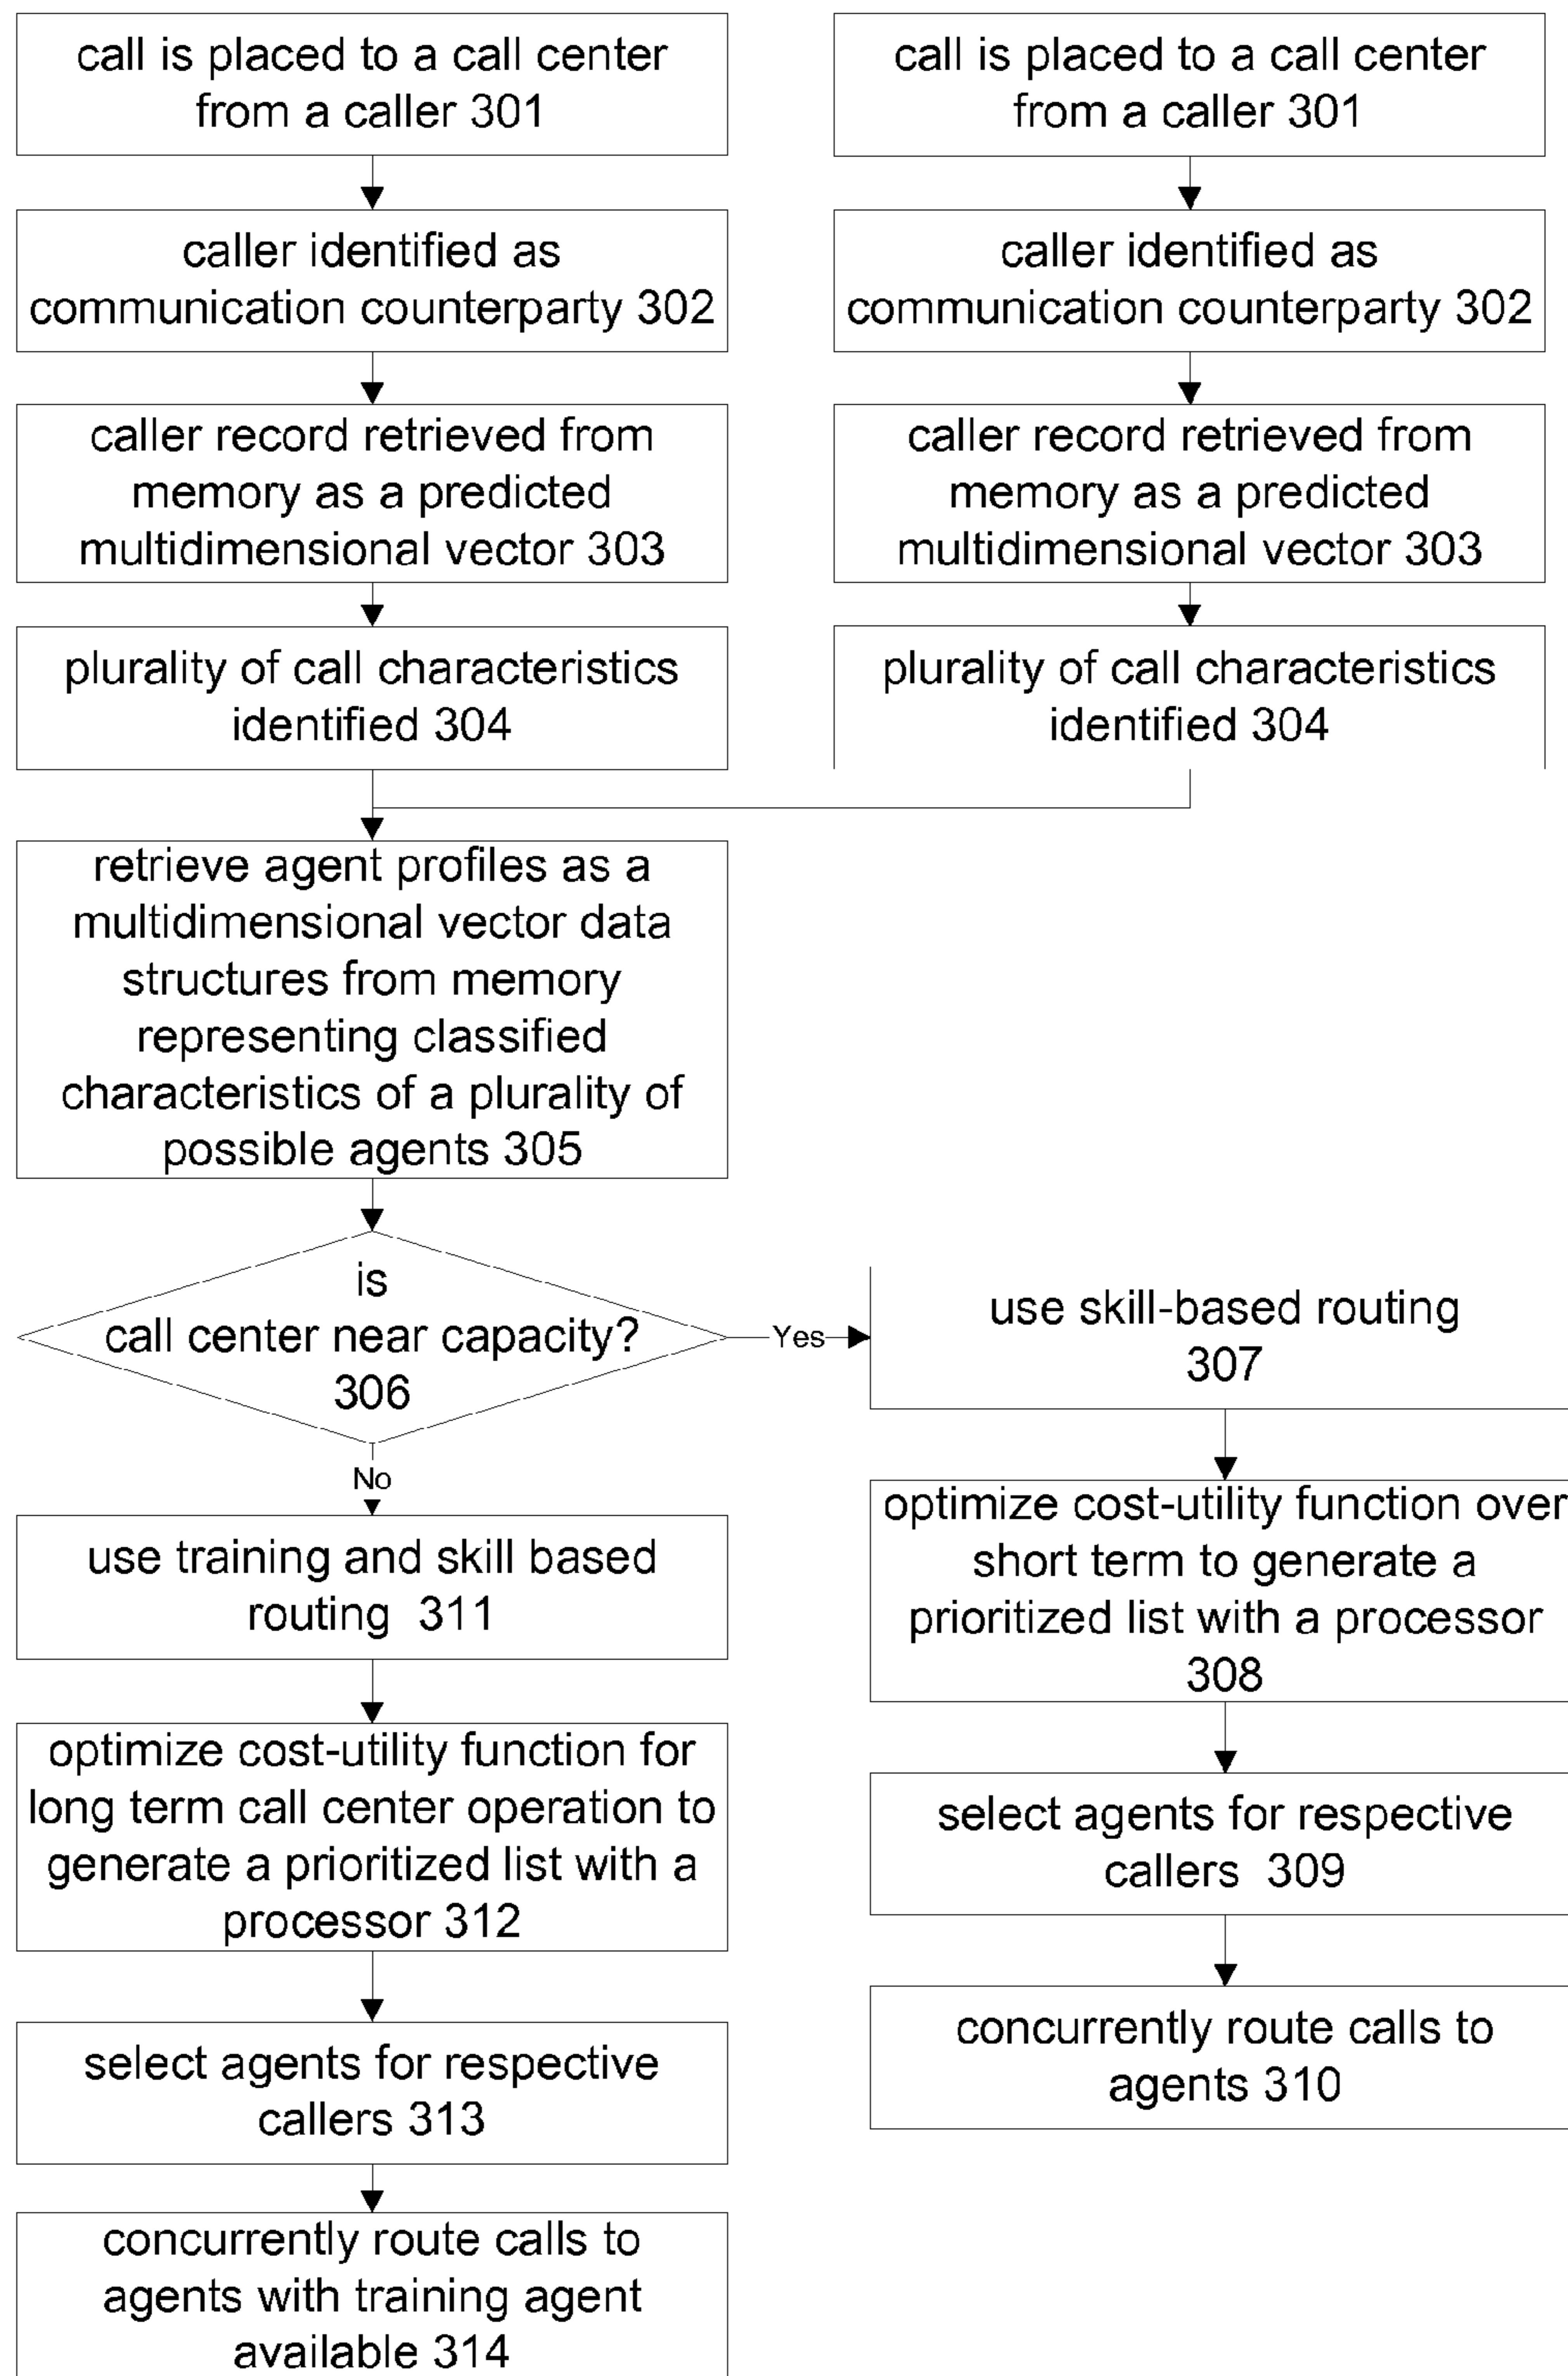 call is placed to a call center
from a caller 301
call is placed to a call center
from a caller 301
caller identified as
communication counterparty 302
caller identified as
communication counterparty 302
caller record retrieved from
memory as a predicted
multidimensional vector 303
caller record retrieved from
memory as a predicted
multidimensional vector 303
plurality of call characteristics
identified 304
plurality of call characteristics
identified 304
retrieve agent profiles as a
multidimensional vector data
structures from memory
representing classified
characteristics of a plurality of
possible agents 305
is
call center near capacity?
306
Yes
use skill-based routing
307
No
optimize cost-utility function over
short term to generate a
prioritized list with a processor
308
use training and skill based
routing 311
optimize cost-utility function for
long term call center operation to
generate a prioritized list with a
processor 312
select agents for respective
callers 309
concurrently route calls to
agents 310
select agents for respective
callers 313
concurrently route calls to
agents with training agent
available 314